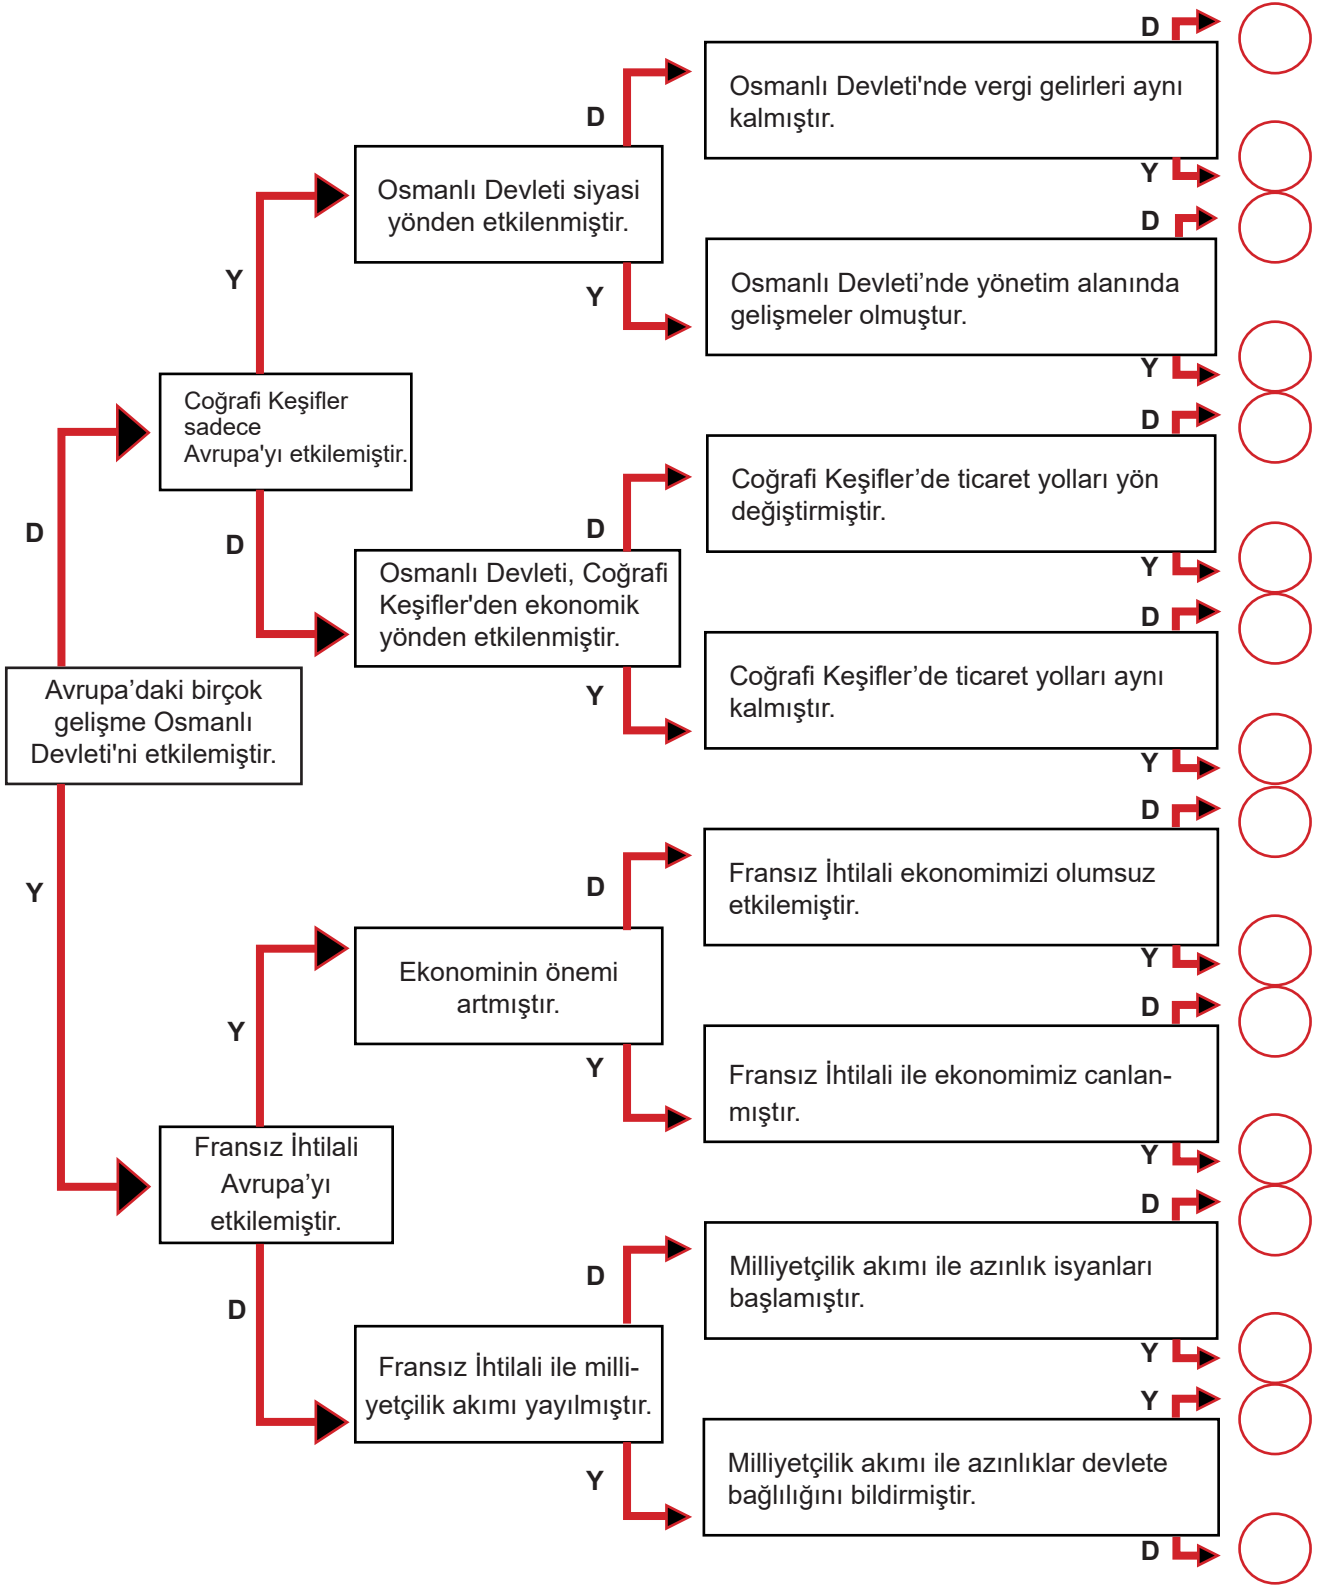 D
Osmanlı Devleti'nde vergi gelirleri aynı
kalmıştır.
D
Y
Osmanlı Devleti siyasi
yönden etkilenmiştir.
D
Y
Y
Osmanlı Devleti’nde yönetim alanında
gelişmeler olmuştur.
Y
Coğrafi Keşifler
sadece
Avrupa'yı etkilemiştir.
D
Coğrafi Keşifler’de ticaret yolları yön
değiştirmiştir.
D
D
D
Y
Osmanlı Devleti, Coğrafi
Keşifler'den ekonomik
yönden etkilenmiştir.
D
Y
Coğrafi Keşifler’de ticaret yolları aynı
kalmıştır.
Y
Avrupa’daki birçok
gelişme Osmanlı
Devleti'ni etkilemiştir.
D
Y
Fransız İhtilali ekonomimizi olumsuz
etkilemiştir.
D
Y
Ekonominin önemi
artmıştır.
Y
D
Y
Fransız İhtilali ile ekonomimiz canlan-
mıştır.
Y
Fransız İhtilali
Avrupa’yı
etkilemiştir.
D
D
D
Milliyetçilik akımı ile azınlık isyanları
başlamıştır.
Y
Fransız İhtilali ile milli-
yetçilik akımı yayılmıştır.
Y
Y
Milliyetçilik akımı ile azınlıklar devlete
bağlılığını bildirmiştir.
D